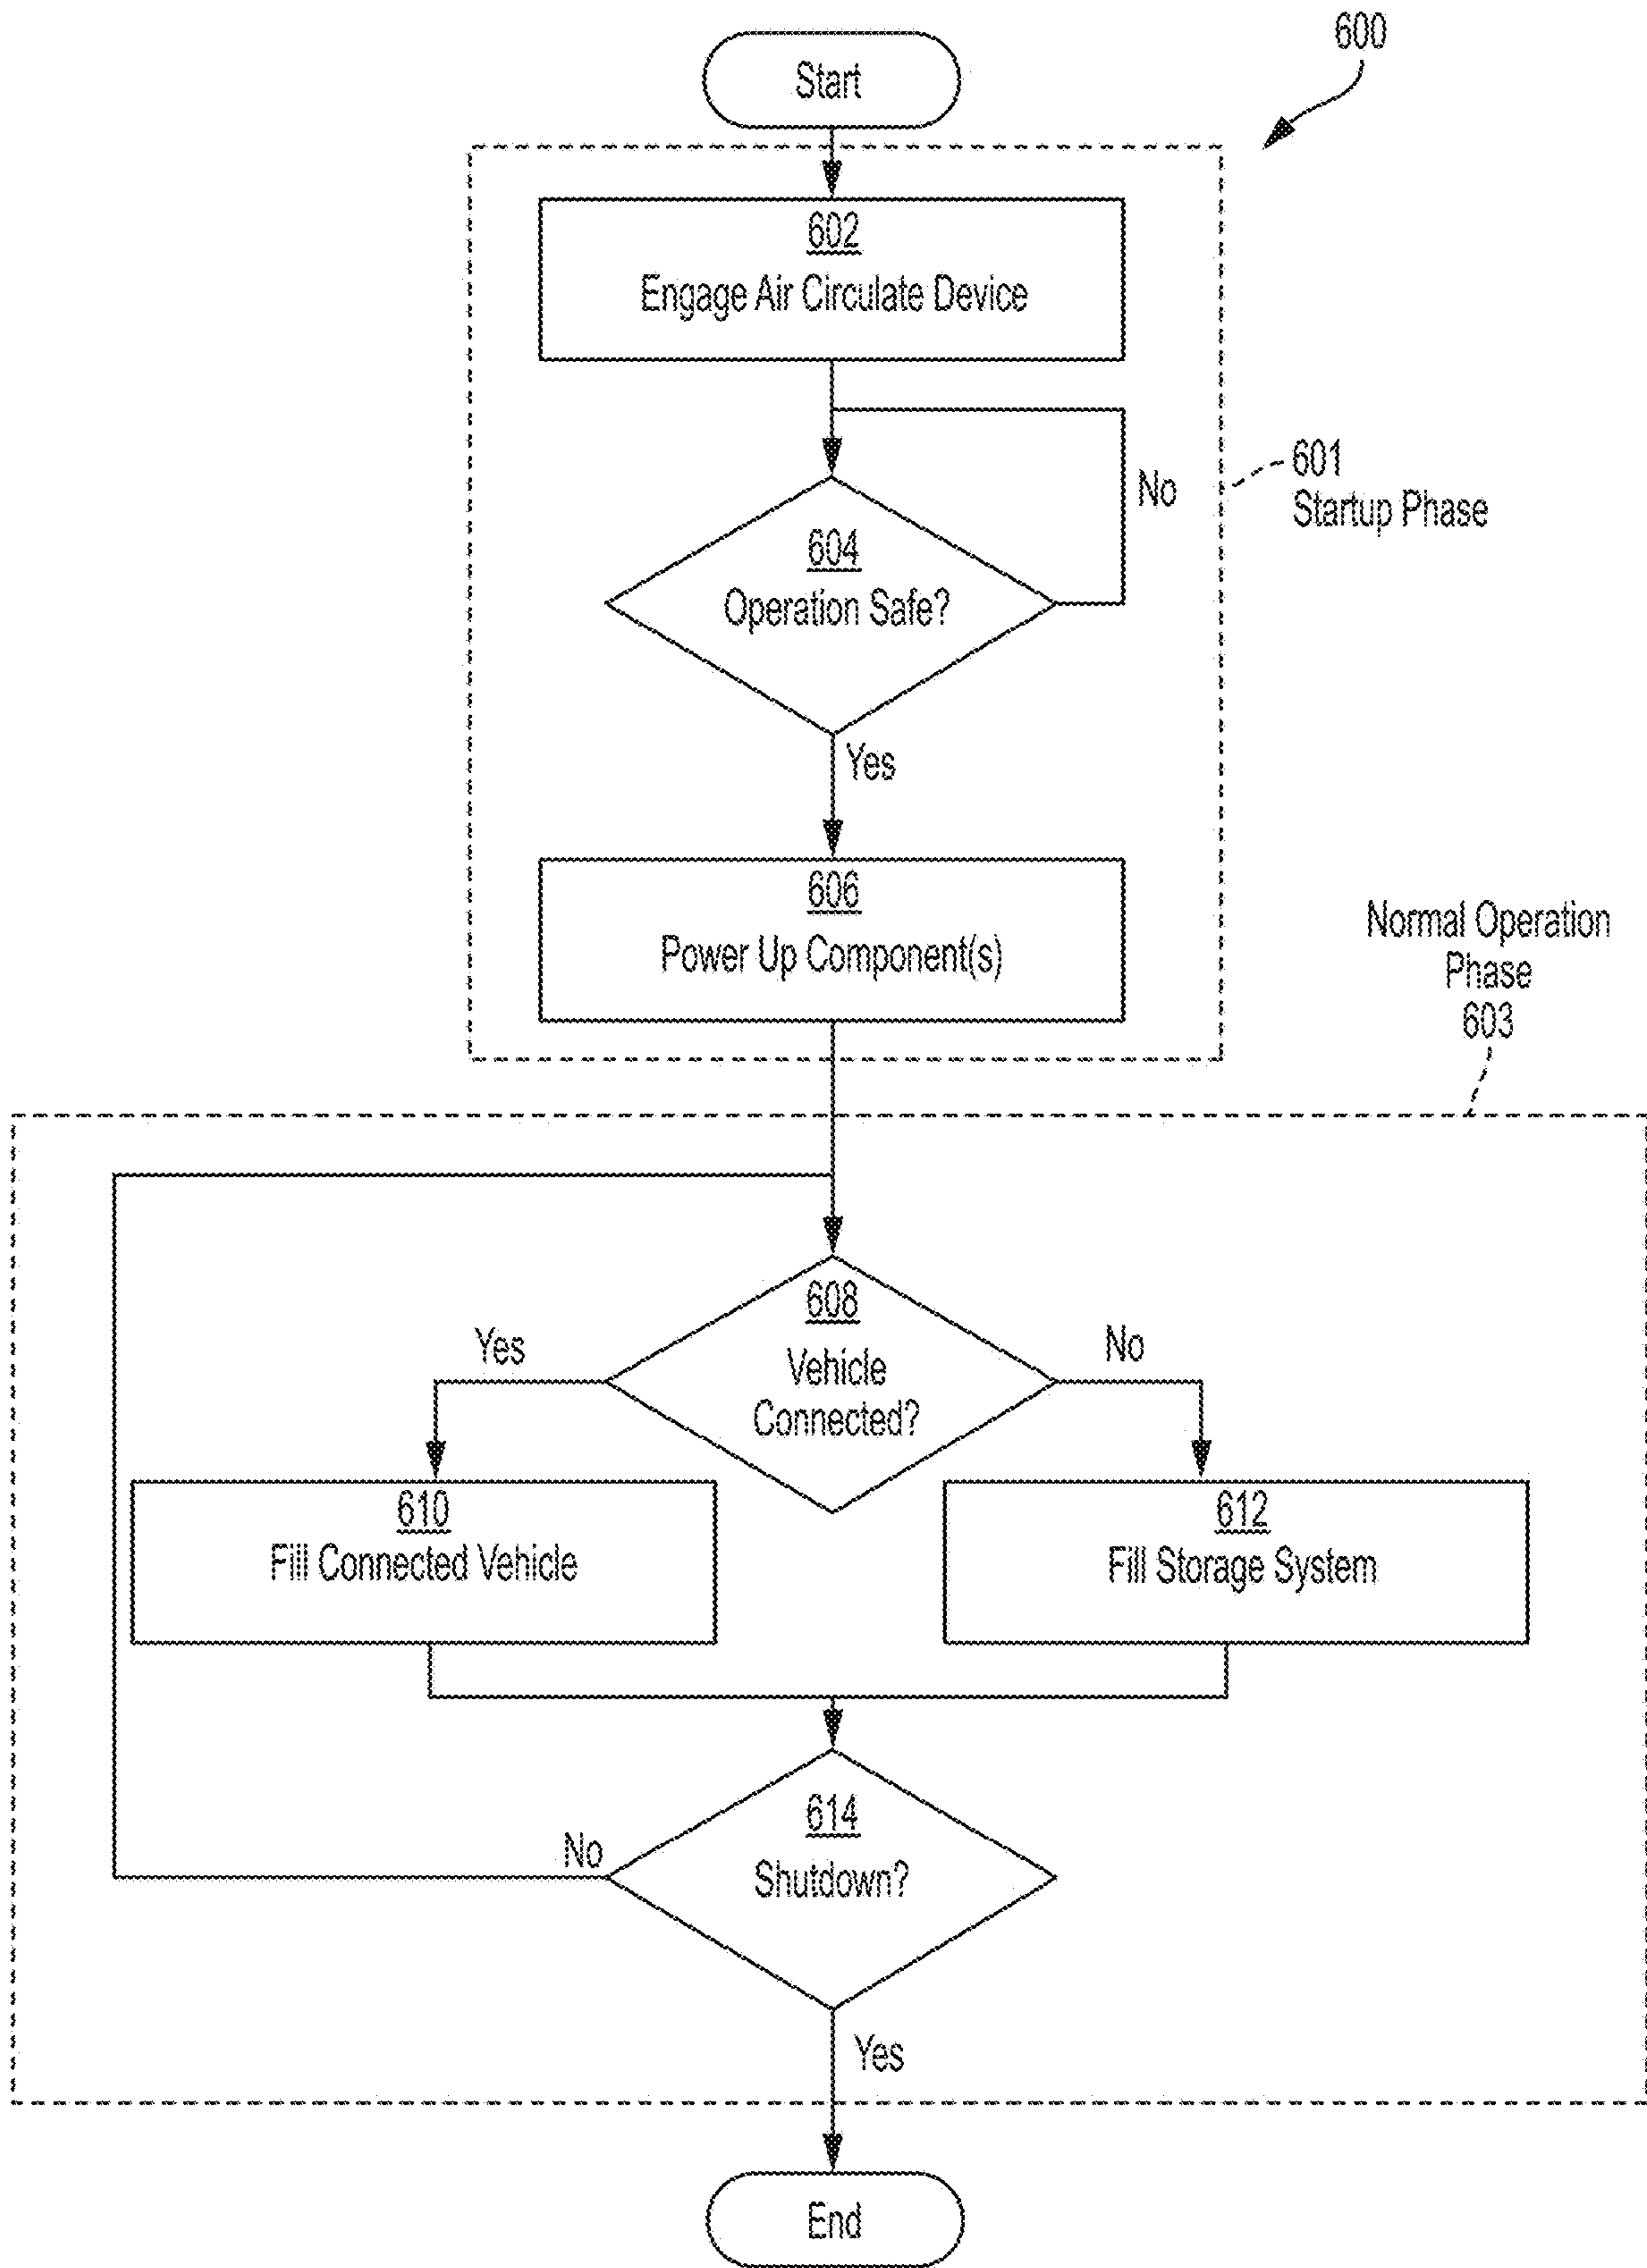 600
Start
602
Engage Air Circulate Device
No
601
Startup Phase
604
Operation Safe?
Yes
606
Power Up Component(s)
Normal Operation
Phase
603
608
Vehicle
Connected?
Yes
No
610
Fill Connected Vehicle
612
Fill Storage System
614
Shutdown?
No
Yes
End